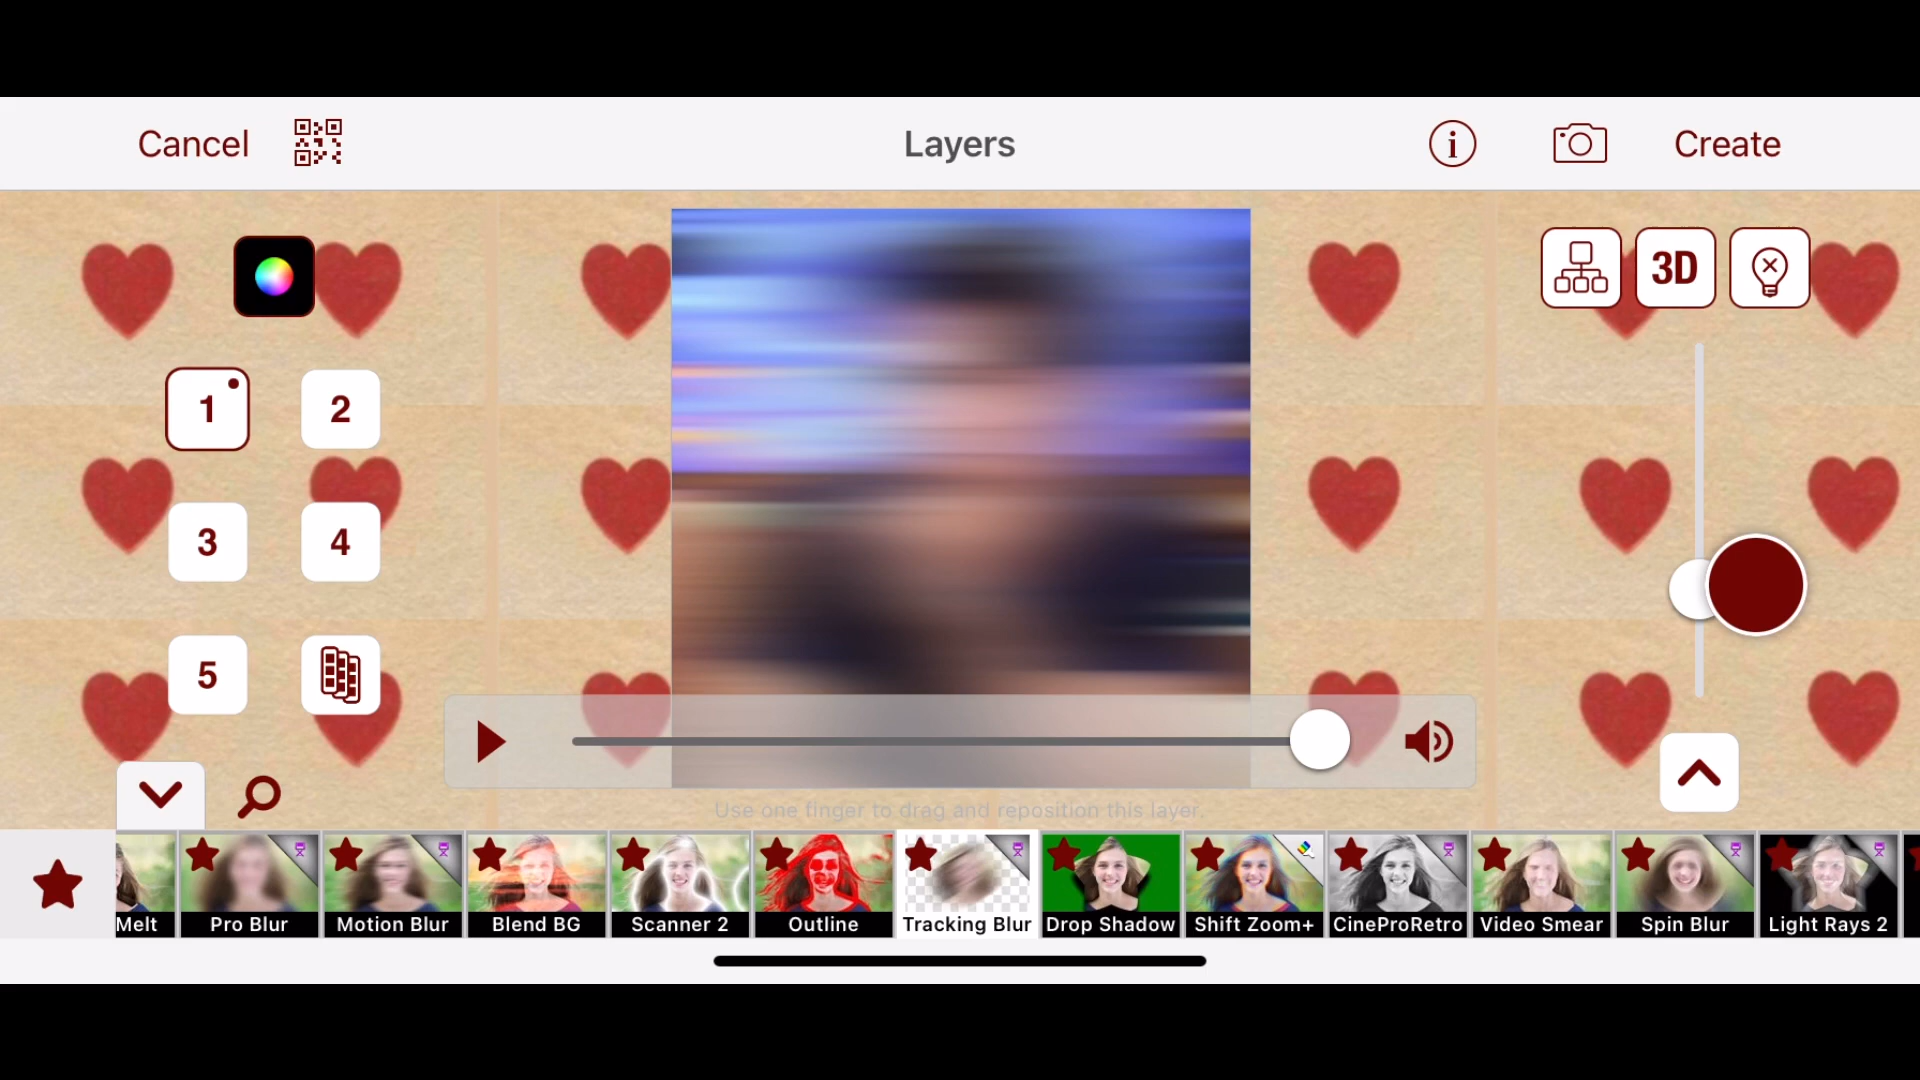 Cancel
Layers
i
Create
3D
1
2
3
4
5
Use one finger to drag and reposition this layer.
Melt
Pro Blur
Motion Blur
Blend BG
Scanner 2
Outline
Tracking Blur
Drop Shadow
Shift Zoom+
CineProRetro
Video Smear
Spin Blur
Light Rays 2